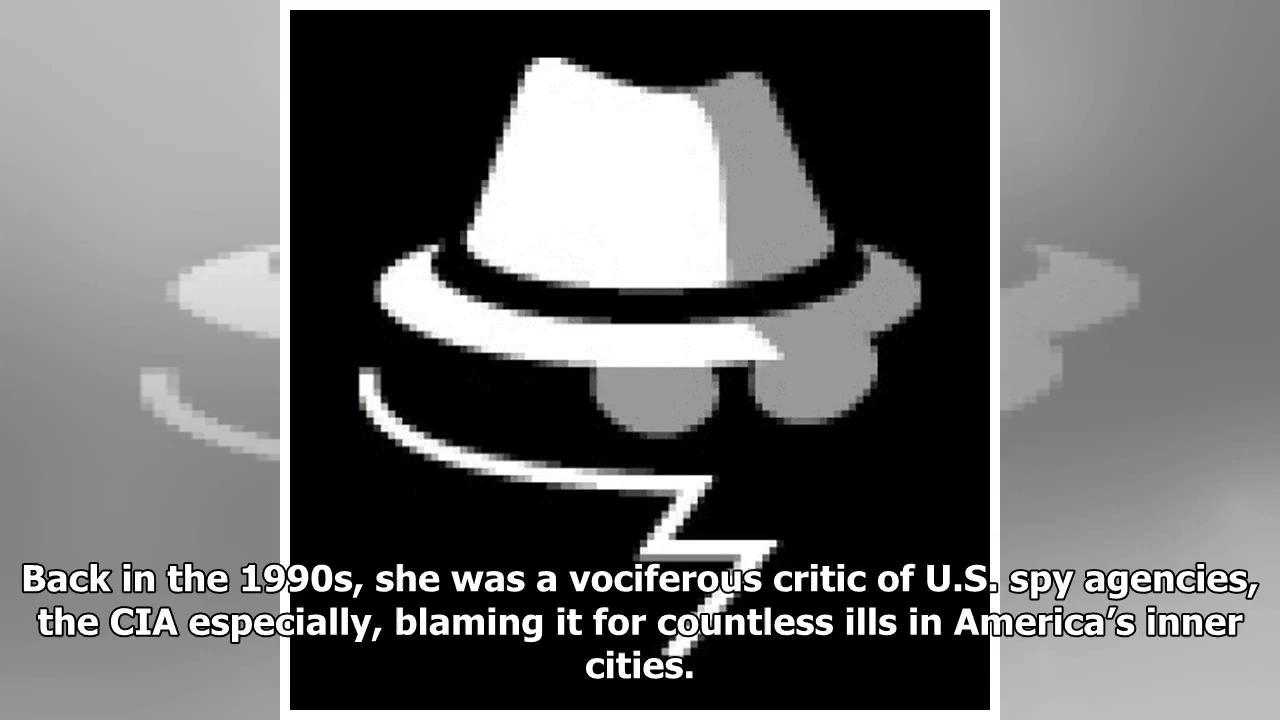 Back in the 1990s, she was a vociferous critic of U.S. spy agencies,
the CIA especially, blaming it for countless ills in America’s inner
cities.